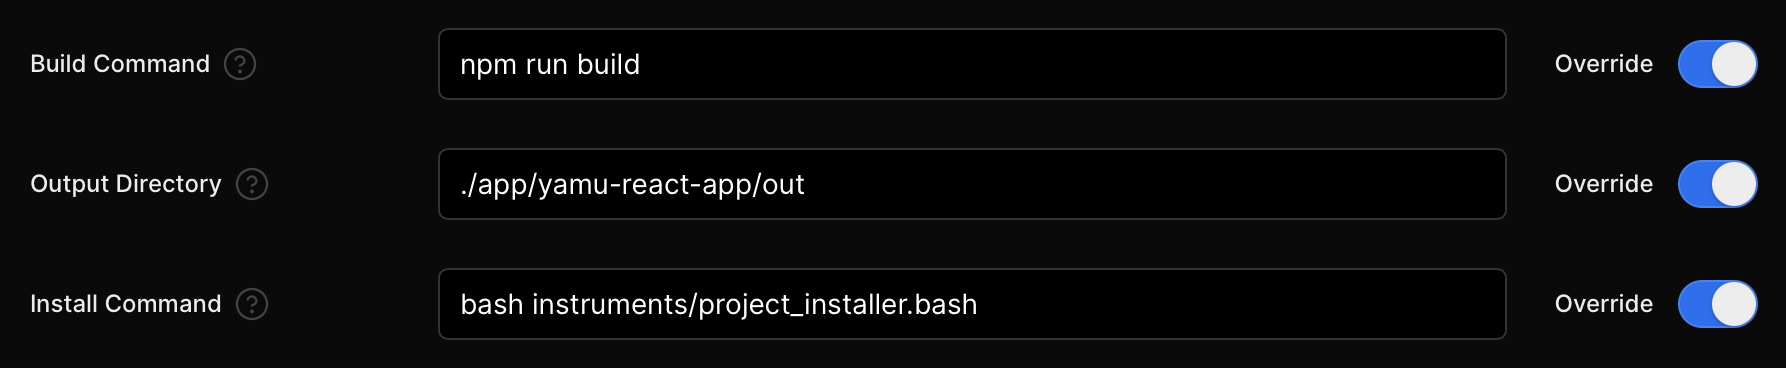 Build Command ? npm run build Override
Output Directory ? ./app/yamu-react-app/out Override
Install Command ? bash instruments/project_installer.bash Override